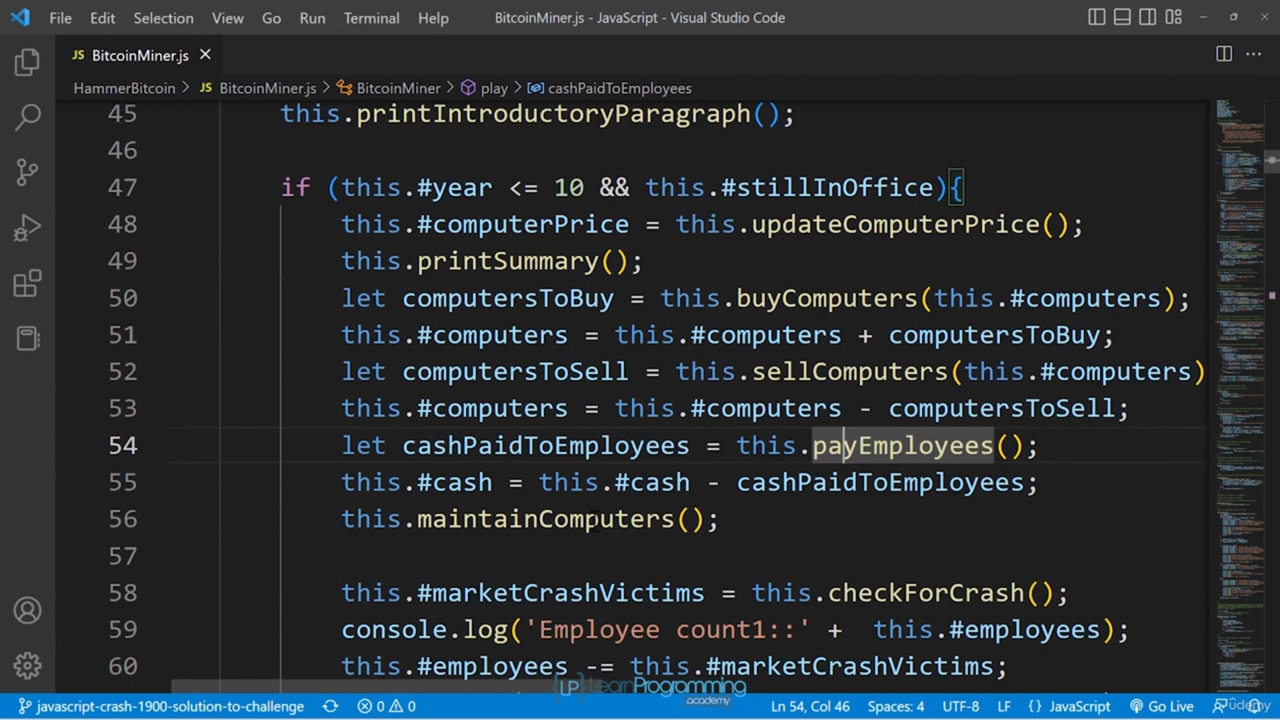 File Edit Selection View Go Run Terminal Help BitcoinMiner.js - JavaScript - Visual Studio Code
JS BitcoinMiner.js ×
HammerBitcoin > JS BitcoinMiner.js > BitcoinMiner > play > cashPaidToEmployees
45 this.printIntroductoryParagraph();
46
47 if (this.#year <= 10 && this.#stillInOffice){
48 this.#computerPrice = this.updateComputerPrice();
49 this.printSummary();
50 let computersToBuy = this.buyComputers(this.#computers);
51 this.#computers = this.#computers + computersToBuy;
52 let computersToSell = this.sellComputers(this.#computers)
53 this.#computers = this.#computers - computersToSell;
54 let cashPaidToEmployees = this.payEmployees();
55 this.#cash = this.#cash - cashPaidToEmployees;
56 this.maintainComputers();
57
58 this.#marketCrashVictims = this.checkForCrash();
59 console.log('Employee count1::' + this.#employees);
60 this.#employees -= this.#marketCrashVictims;
LP LearnProgramming
academy
javascript-crash-1900-solution-to-challenge 0 0 Ln 54, Col 46 Spaces: 4 UTF-8 LF {} JavaScript Go Live
ûdemy